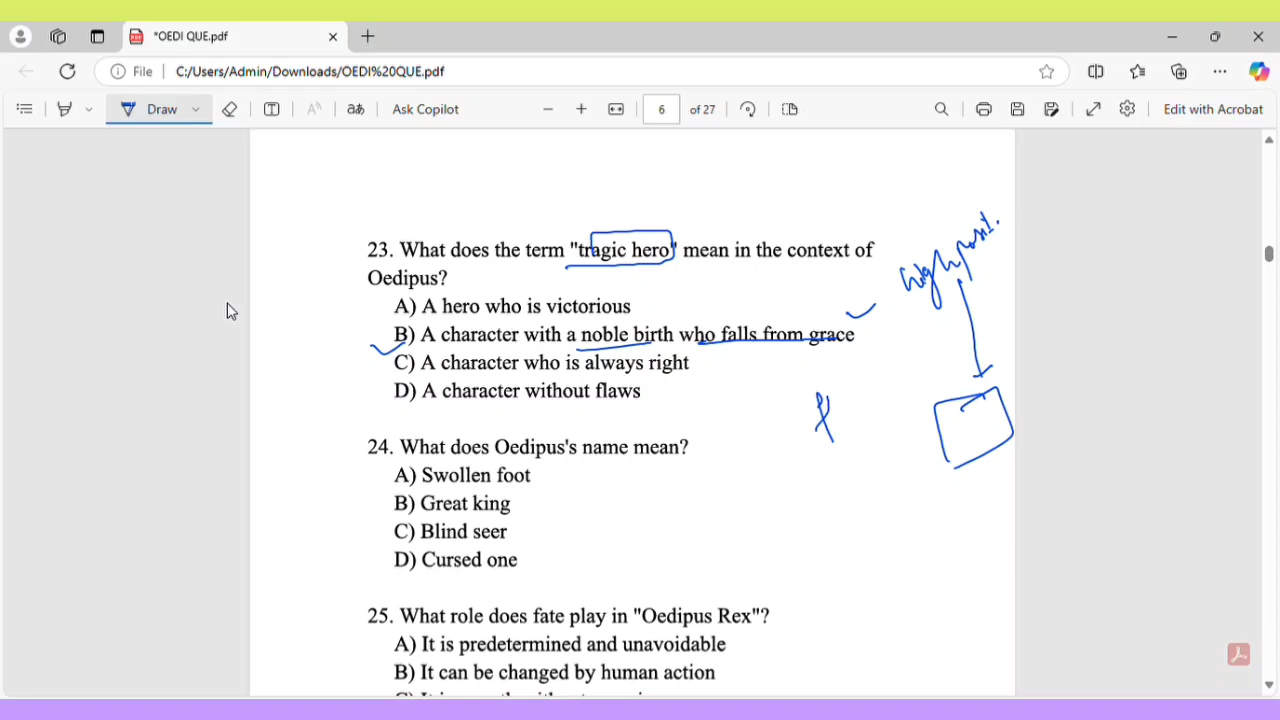 *OEDI QUE.pdf
File C:/Users/Admin/Downloads/OEDI%20QUE.pdf
Draw Ask Copilot 6 of 27 Edit with Acrobat
23. What does the term "tragic hero" mean in the context of
Oedipus?
A) A hero who is victorious
B) A character with a noble birth who falls from grace
C) A character who is always right
D) A character without flaws
high posit.
24. What does Oedipus's name mean?
A) Swollen foot
B) Great king
C) Blind seer
D) Cursed one
25. What role does fate play in "Oedipus Rex"?
A) It is predetermined and unavoidable
B) It can be changed by human action